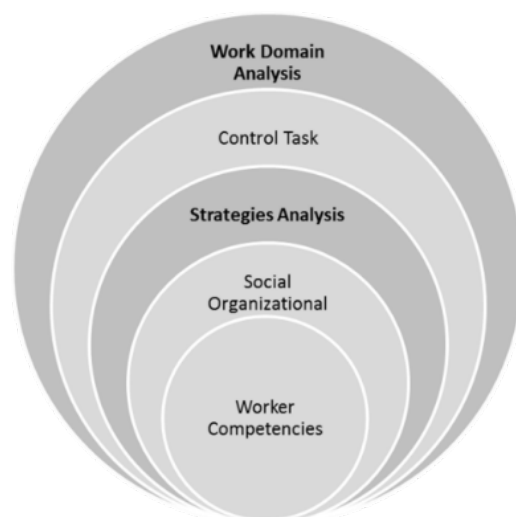 Work Domain
Analysis
Control Task
Strategies Analysis
Social
Organizational
Worker
Competencies